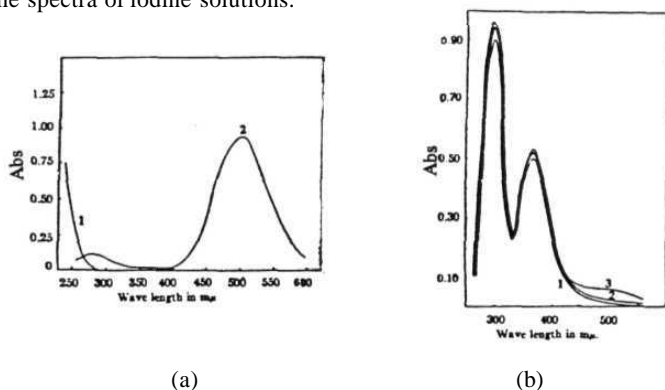 spectra of iodine solutions.
1.25
1.00
0.75
0.50
0.25
0
Abs
1
2
250 300 350 400 450 500 550 600
Wave length in mμ
(a)
0.90
0.70
0.50
0.30
0.10
Abs
1
2
3
300 400 500
Wave length in mμ.
(b)